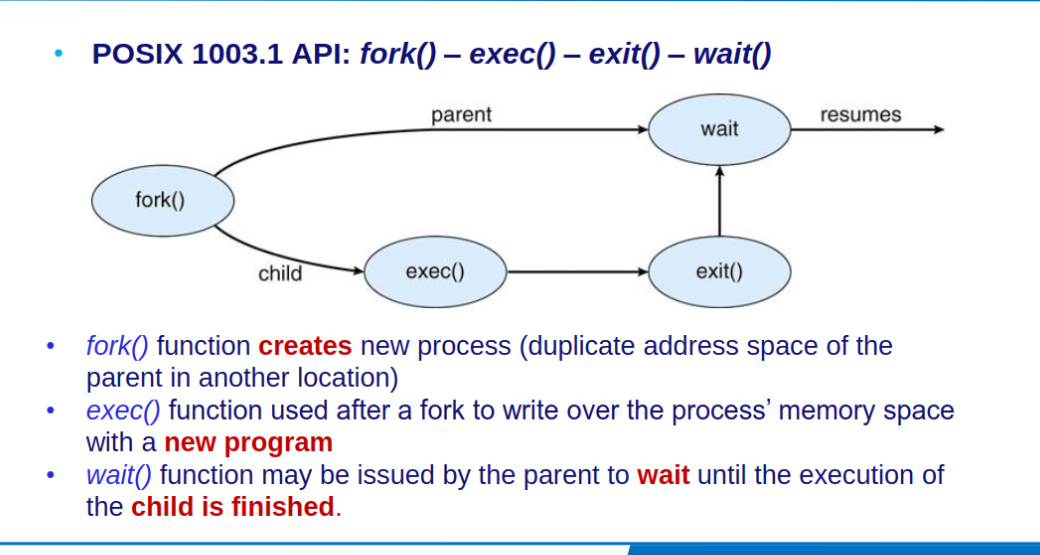 • POSIX 1003.1 API: fork() – exec() – exit() – wait()
parent
resumes
wait
fork()
child
exec()
exit()
• fork() function creates new process (duplicate address space of the
parent in another location)
• exec() function used after a fork to write over the process’ memory space
with a new program
• wait() function may be issued by the parent to wait until the execution of
the child is finished.